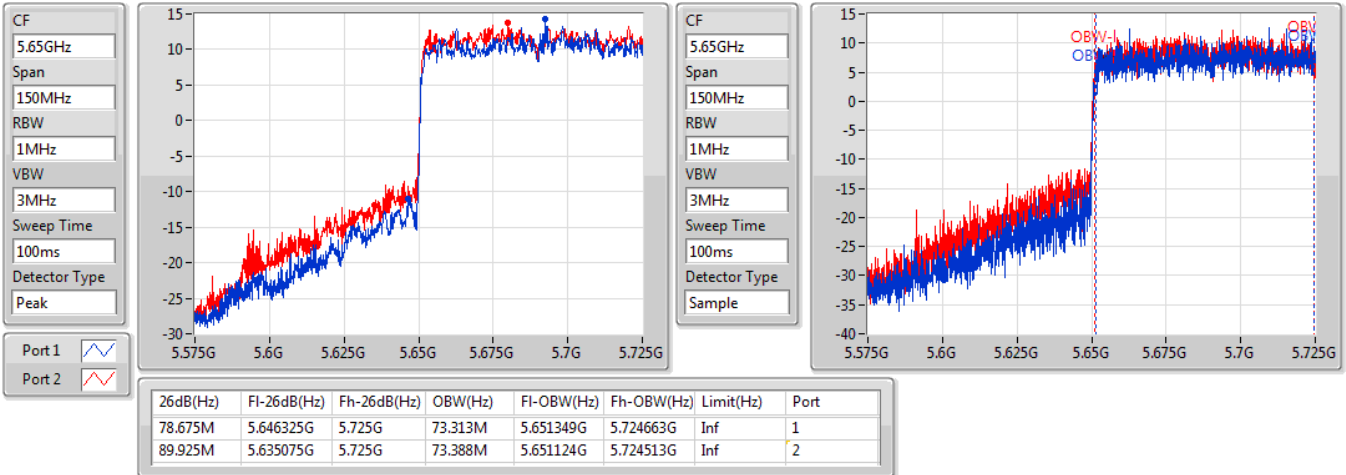 CF
5.65GHz
Span
150MHz
RBW
1MHz
VBW
3MHz
Sweep Time
100ms
Detector Type
Peak
Port 1
Port 2
15
10
5
0
-5
-10
-15
-20
-25
-30
5.575G 5.6G 5.625G 5.65G 5.675G 5.7G 5.725G
CF
5.65GHz
Span
150MHz
RBW
1MHz
VBW
3MHz
Sweep Time
100ms
Detector Type
Sample
15
10
5
0
-5
-10
-15
-20
-25
-30
-35
-40
5.575G 5.6G 5.625G 5.65G 5.675G 5.7G 5.725G
26dB(Hz) Fl-26dB(Hz) Fh-26dB(Hz) OBW(Hz) Fl-OBW(Hz) Fh-OBW(Hz) Limit(Hz) Port
78.675M 5.646325G 5.725G 73.313M 5.651349G 5.724663G Inf 1
89.925M 5.635075G 5.725G 73.388M 5.651124G 5.724513G Inf 2